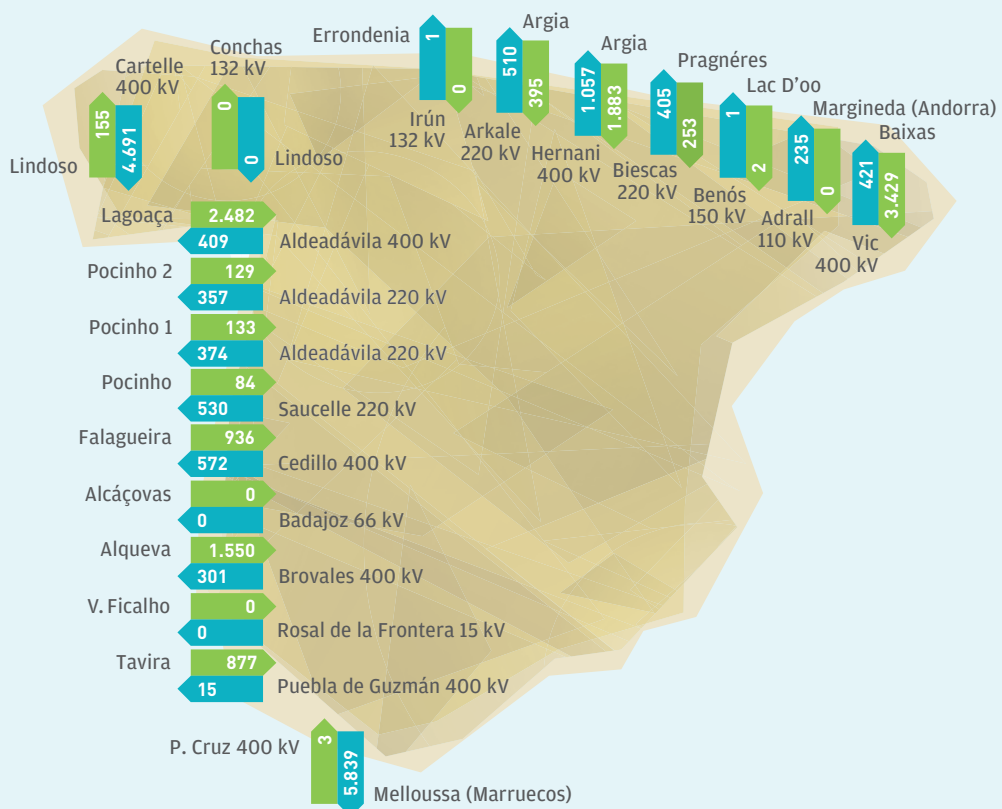 Cartelle
400 kV
155
4.691
Lindoso
Conchas
132 kV
0
0
Lindoso
Errondenia
1
0
Irún
132 kV
Argia
510
395
Arkale
220 kV
Argia
1.057
1.883
Hernani
400 kV
Pragnéres
405
253
Biescas
220 kV
Lac D’oo
1
2
Benós
150 kV
Margineda (Andorra)
235
0
Adrall
110 kV
Baixas
421
3.429
Vic
400 kV
Lagoaça
2.482
409
Aldeadávila 400 kV
Pocinho 2
129
357
Aldeadávila 220 kV
Pocinho 1
133
374
Aldeadávila 220 kV
Pocinho
84
530
Saucelle 220 kV
Falagueira
936
572
Cedillo 400 kV
Alcáçovas
0
0
Badajoz 66 kV
Alqueva
1.550
301
Brovales 400 kV
V. Ficalho
0
0
Rosal de la Frontera 15 kV
Tavira
877
15
Puebla de Guzmán 400 kV
P. Cruz 400 kV
3
5.839
Melloussa (Marruecos)